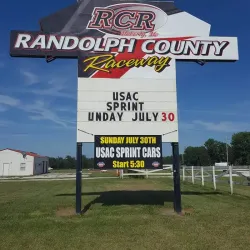 RCR
RANDOLPH COUNTY
Raceway
USAC
SPRINT
UNDAY JULY 30
SUNDAY JULY 30TH
USAC SPRINT CARS
Start 5:30